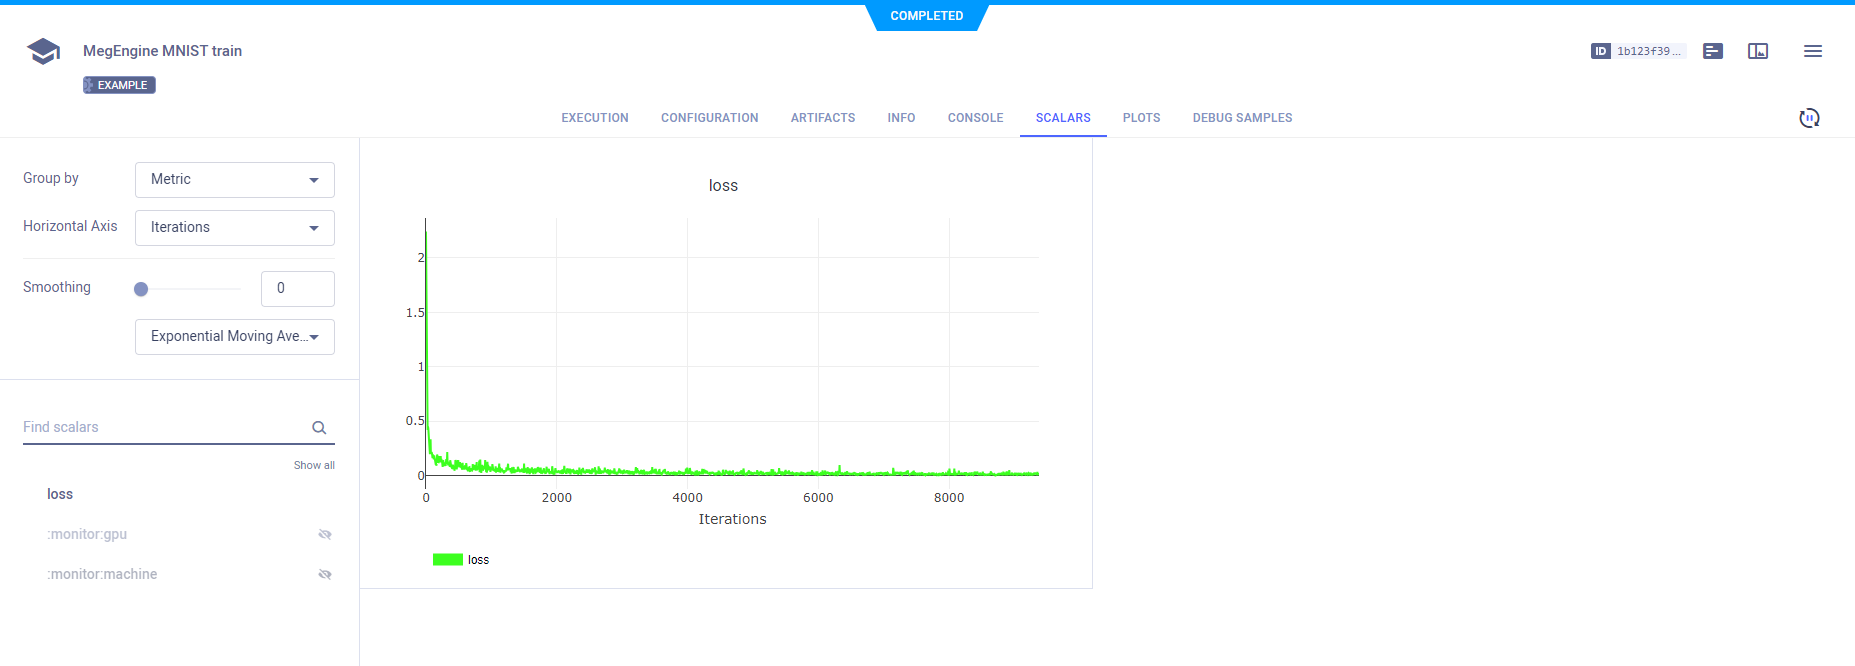 COMPLETED
MegEngine MNIST train
ID 1b123f39...
EXAMPLE
EXECUTION CONFIGURATION ARTIFACTS INFO CONSOLE SCALARS PLOTS DEBUG SAMPLES
Group by Metric
Horizontal Axis Iterations
Smoothing 0
Exponential Moving Ave...
Find scalars
Show all
loss
:monitor:gpu
:monitor:machine
loss
2
1.5
1
0.5
0
0 2000 4000 6000 8000
Iterations
loss